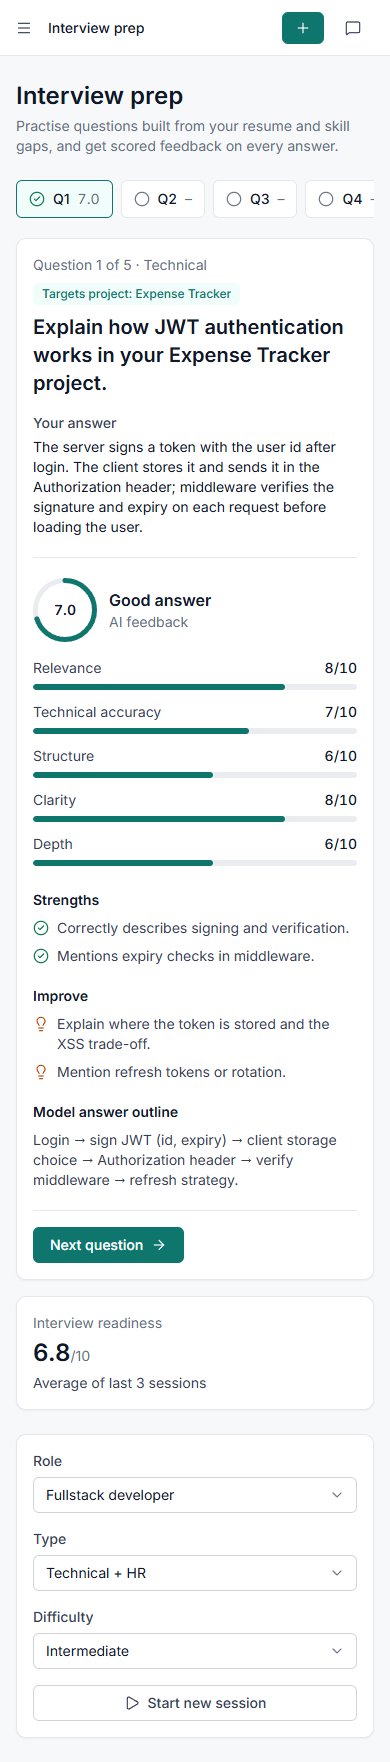 Interview prep
Interview prep
Practise questions built from your resume and skill
gaps, and get scored feedback on every answer.
Q1 7.0
Q2 –
Q3 –
Q4 –
Question 1 of 5 · Technical
Targets project: Expense Tracker
Explain how JWT authentication
works in your Expense Tracker
project.
Your answer
The server signs a token with the user id after
login. The client stores it and sends it in the
Authorization header; middleware verifies the
signature and expiry on each request before
loading the user.
7.0
Good answer
AI feedback
Relevance 8/10
Technical accuracy 7/10
Structure 6/10
Clarity 8/10
Depth 6/10
Strengths
Correctly describes signing and verification.
Mentions expiry checks in middleware.
Improve
Explain where the token is stored and the
XSS trade-off.
Mention refresh tokens or rotation.
Model answer outline
Login → sign JWT (id, expiry) → client storage
choice → Authorization header → verify
middleware → refresh strategy.
Next question →
Interview readiness
6.8/10
Average of last 3 sessions
Role
Fullstack developer
Type
Technical + HR
Difficulty
Intermediate
Start new session